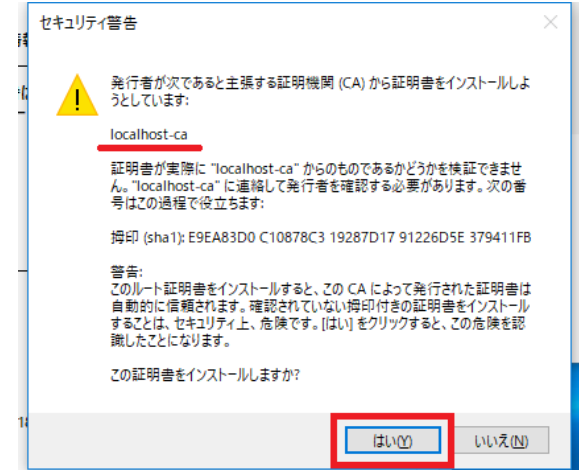 セキュリティ警告
発行者が次であると主張する証明機関 (CA) から証明書をインストールしよ
うとしています:
localhost-ca
証明書が実際に "localhost-ca" からのものであるかどうかを検証できませ
ん。"localhost-ca" に連絡して発行者を確認する必要があります。次の番
号はこの過程で役立ちます:
拇印 (sha1): E9EA83D0 C10878C3 19287D17 91226D5E 379411FB
警告:
このルート証明書をインストールすると、この CA によって発行された証明書は
自動的に信頼されます。確認されていない拇印付きの証明書をインストール
することは、セキュリティ上、危険です。[はい] をクリックすると、この危険を認
識したことになります。
この証明書をインストールしますか?
はい(Y)
いいえ(N)